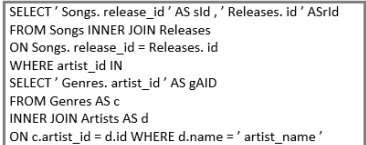 SELECT ’ Songs. release_id ’ AS sId , ’ Releases. id ’ ASrId
FROM Songs INNER JOIN Releases
ON Songs. release_id = Releases. id
WHERE artist_id IN
SELECT ’ Genres. artist_id ’ AS gAID
FROM Genres AS c
INNER JOIN Artists AS d
ON c.artist_id = d.id WHERE d.name = ’ artist_name ’